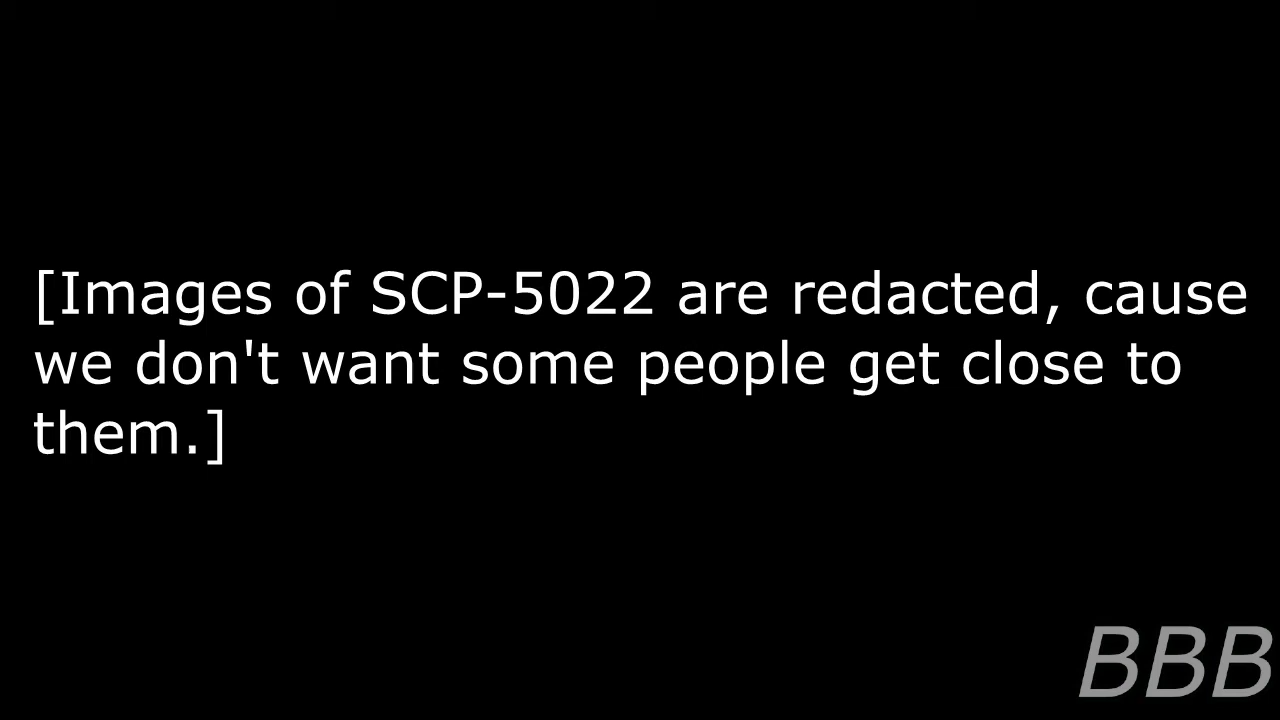 [Images of SCP-5022 are redacted, cause
we don't want some people get close to
them.]
BBB